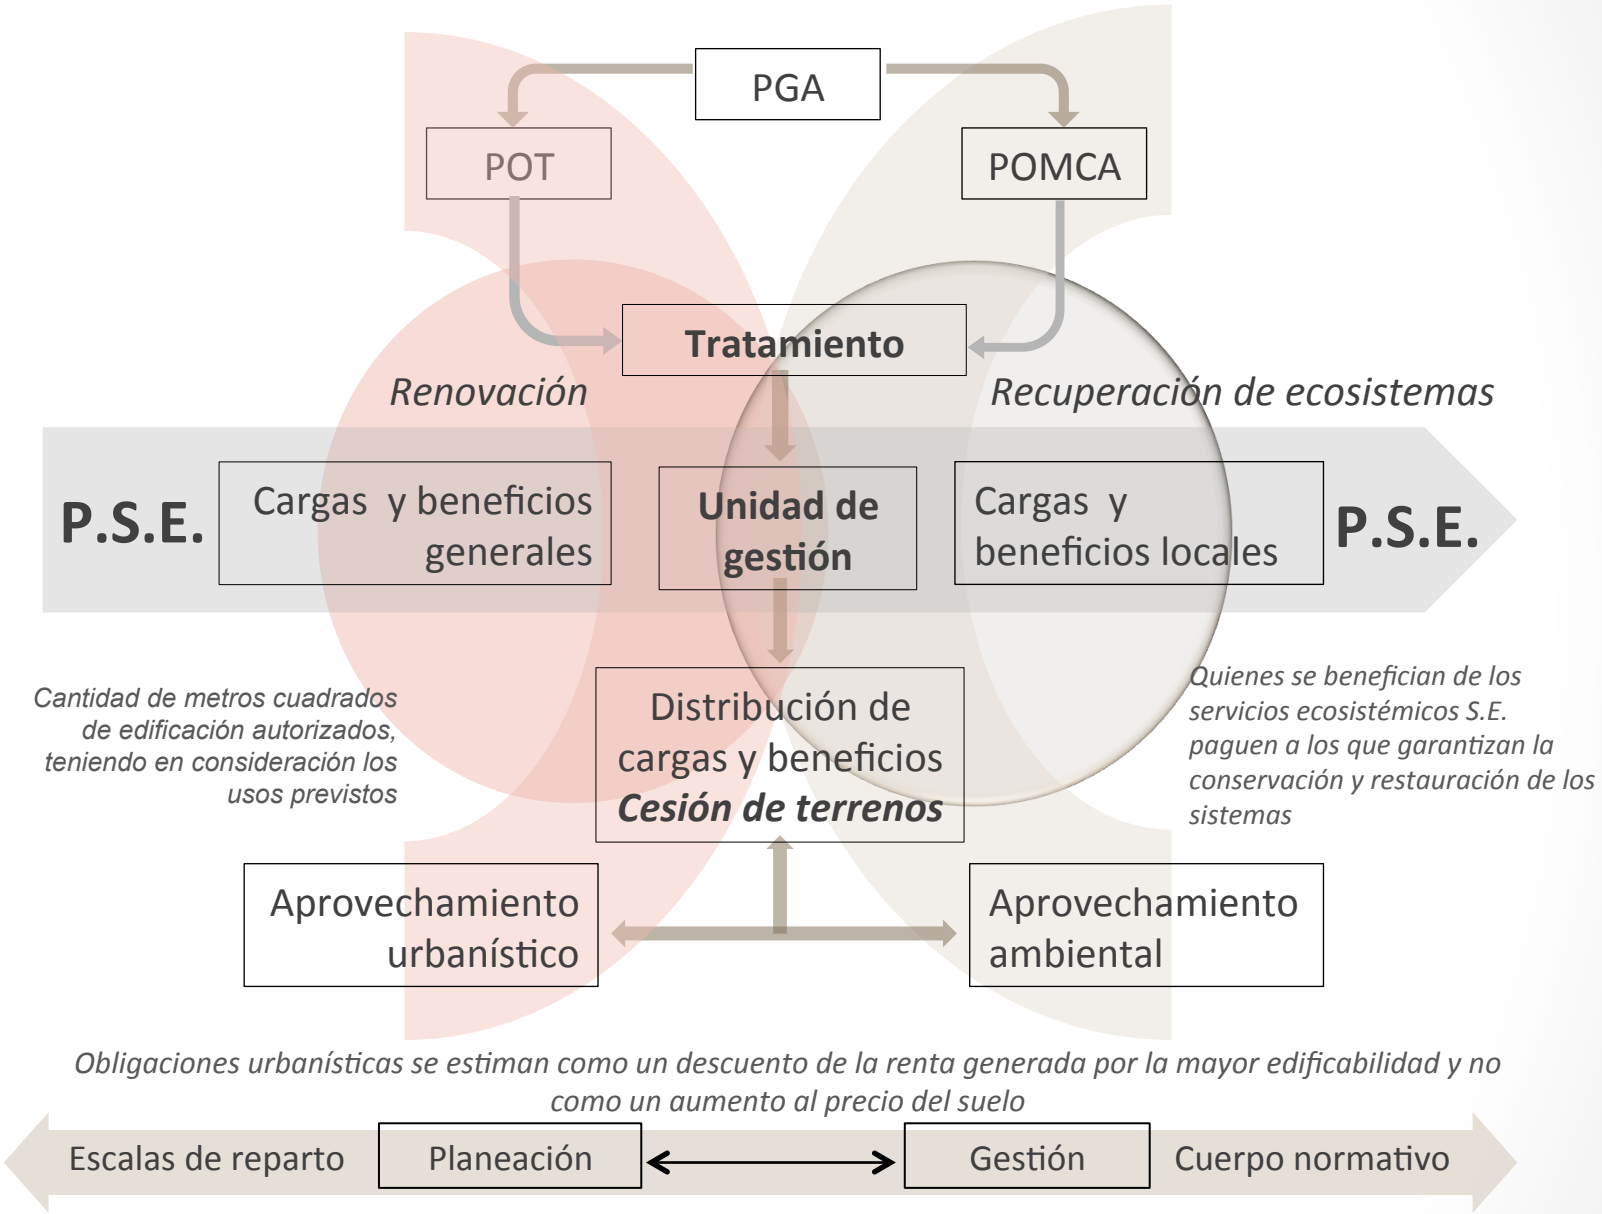 PGA
POT
POMCA
Tratamiento
Renovación
Recuperación de ecosistemas
P.S.E.
Cargas y beneficios
generales
Unidad de
gestión
Cargas y
beneficios locales
P.S.E.
Cantidad de metros cuadrados
de edificación autorizados,
teniendo en consideración los
usos previstos
Distribución de
cargas y beneficios
Cesión de terrenos
Quienes se benefician de los
servicios ecosistémicos S.E.
paguen a los que garantizan la
conservación y restauración de los
sistemas
Aprovechamiento
urbanístico
Aprovechamiento
ambiental
Obligaciones urbanísticas se estiman como un descuento de la renta generada por la mayor edificabilidad y no
como un aumento al precio del suelo
Escalas de reparto
Planeación
Gestión
Cuerpo normativo